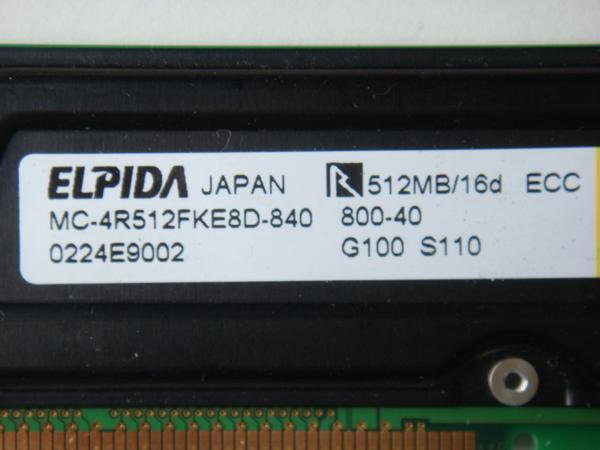 ELPIDA JAPAN R 512MB/16d ECC
MC-4R512FKE8D-840 800-40
0224E9002 G100 S110